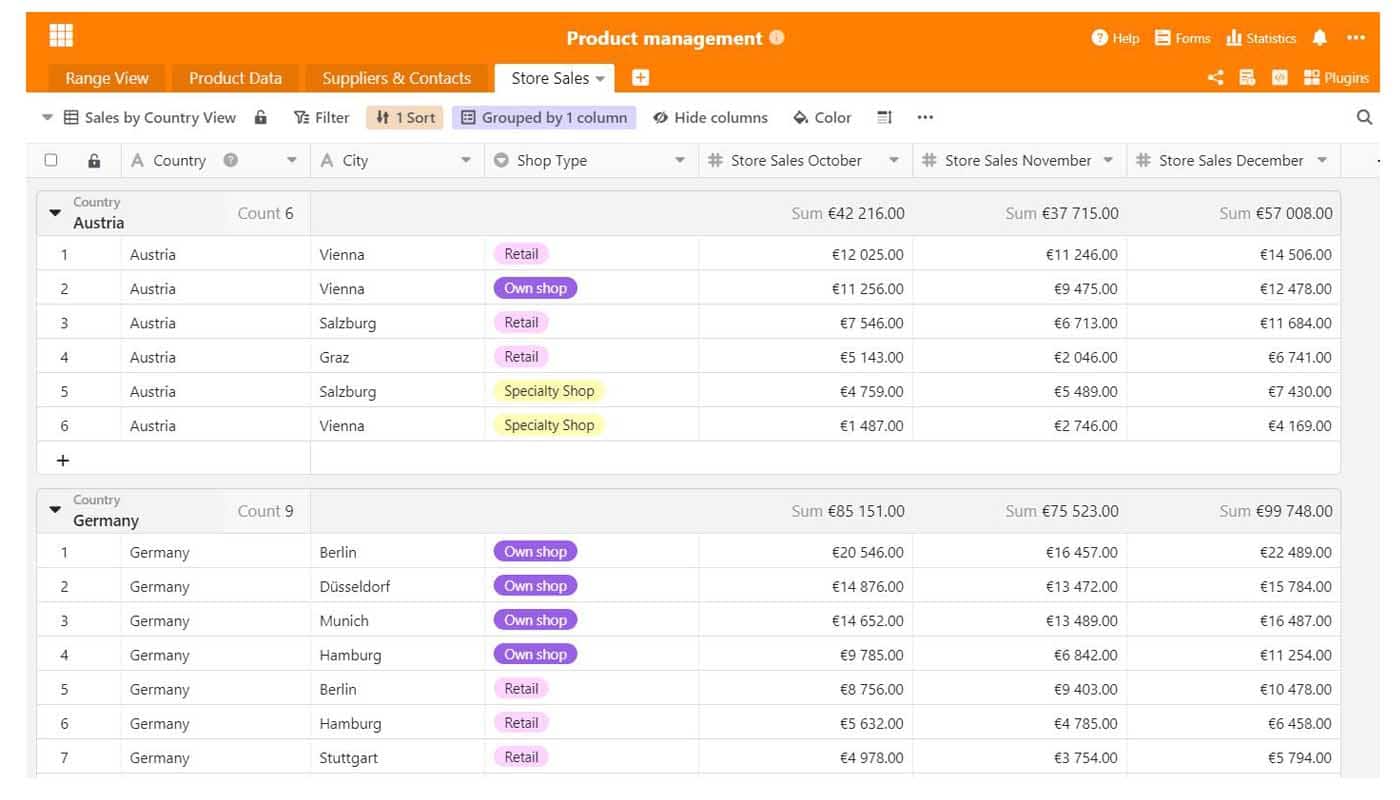 Product management
Help Forms Statistics
Range View Product Data Suppliers & Contacts Store Sales
Plugins
Sales by Country View Filter 1 Sort Grouped by 1 column Hide columns Color
Country City Shop Type Store Sales October Store Sales November Store Sales December
Country
Austria Count 6 Sum €42 216.00 Sum €37 715.00 Sum €57 008.00
1 Austria Vienna Retail €12 025.00 €11 246.00 €14 506.00
2 Austria Vienna Own shop €11 256.00 €9 475.00 €12 478.00
3 Austria Salzburg Retail €7 546.00 €6 713.00 €11 684.00
4 Austria Graz Retail €5 143.00 €2 046.00 €6 741.00
5 Austria Salzburg Specialty Shop €4 759.00 €5 489.00 €7 430.00
6 Austria Vienna Specialty Shop €1 487.00 €2 746.00 €4 169.00
Country
Germany Count 9 Sum €85 151.00 Sum €75 523.00 Sum €99 748.00
1 Germany Berlin Own shop €20 546.00 €16 457.00 €22 489.00
2 Germany Düsseldorf Own shop €14 876.00 €13 472.00 €15 784.00
3 Germany Munich Own shop €14 652.00 €13 489.00 €16 487.00
4 Germany Hamburg Own shop €9 785.00 €6 842.00 €11 254.00
5 Germany Berlin Retail €8 756.00 €9 403.00 €10 478.00
6 Germany Hamburg Retail €5 632.00 €4 785.00 €6 458.00
7 Germany Stuttgart Retail €4 978.00 €3 754.00 €5 794.00